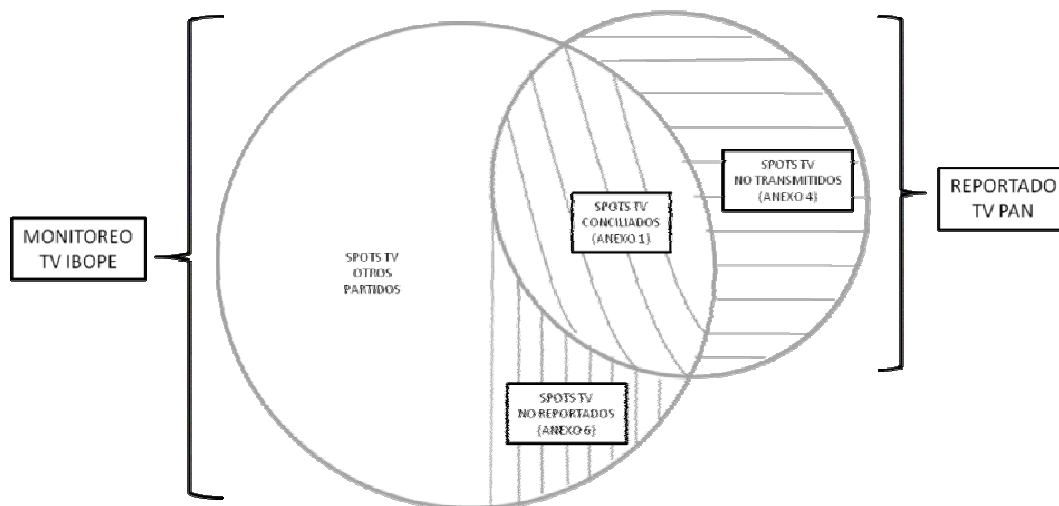 MONITOREO
TV IBOPE
SPOTS TV
OTROS
PARTIDOS
SPOTS TV
CONCILIADOS
(ANEXO 1)
SPOTS TV
NO TRANSMITIDOS
(ANEXO 4)
SPOTS TV
NO REPORTADOS
(ANEXO 6)
REPORTADO
TV PAN